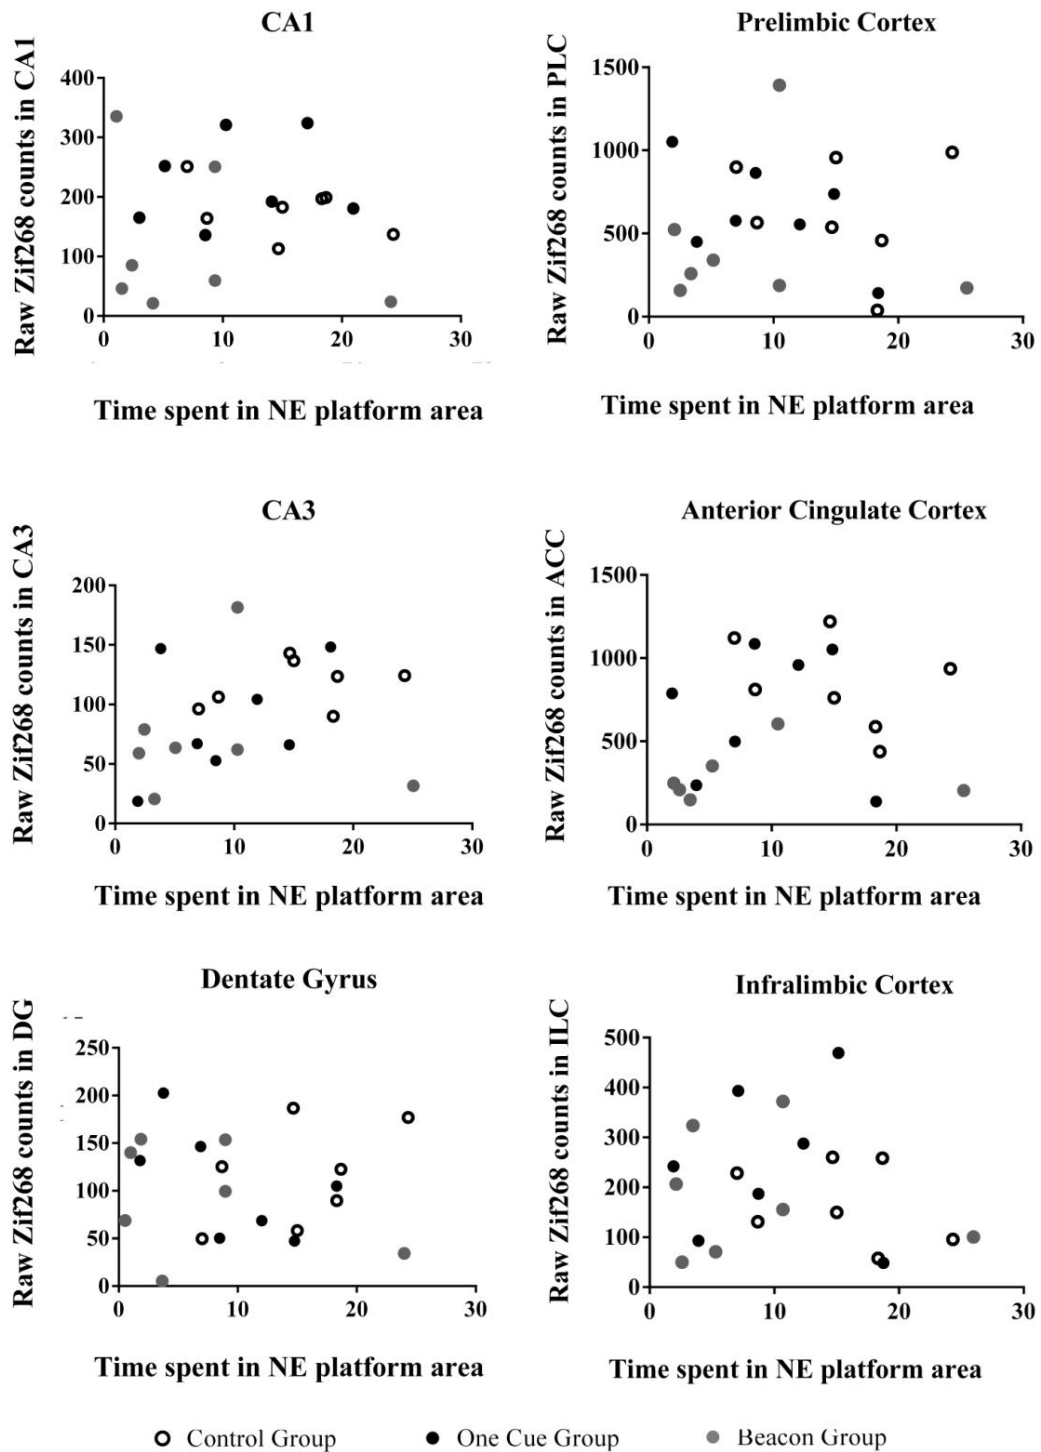 CA1
Raw Zif268 counts in CA1
400
300
200
100
0
0 10 20 30
Time spent in NE platform area
Prelimbic Cortex
Raw Zif268 counts in PLC
1500
1000
500
0
0 10 20 30
Time spent in NE platform area
CA3
Raw Zif268 counts in CA3
200
150
100
50
0
0 10 20 30
Time spent in NE platform area
Anterior Cingulate Cortex
Raw Zif268 counts in ACC
1500
1000
500
0
0 10 20 30
Time spent in NE platform area
Dentate Gyrus
Raw Zif268 counts in DG
250
200
150
100
50
0
0 10 20 30
Time spent in NE platform area
Infralimbic Cortex
Raw Zif268 counts in ILC
500
400
300
200
100
0
0 10 20 30
Time spent in NE platform area
Control Group One Cue Group Beacon Group